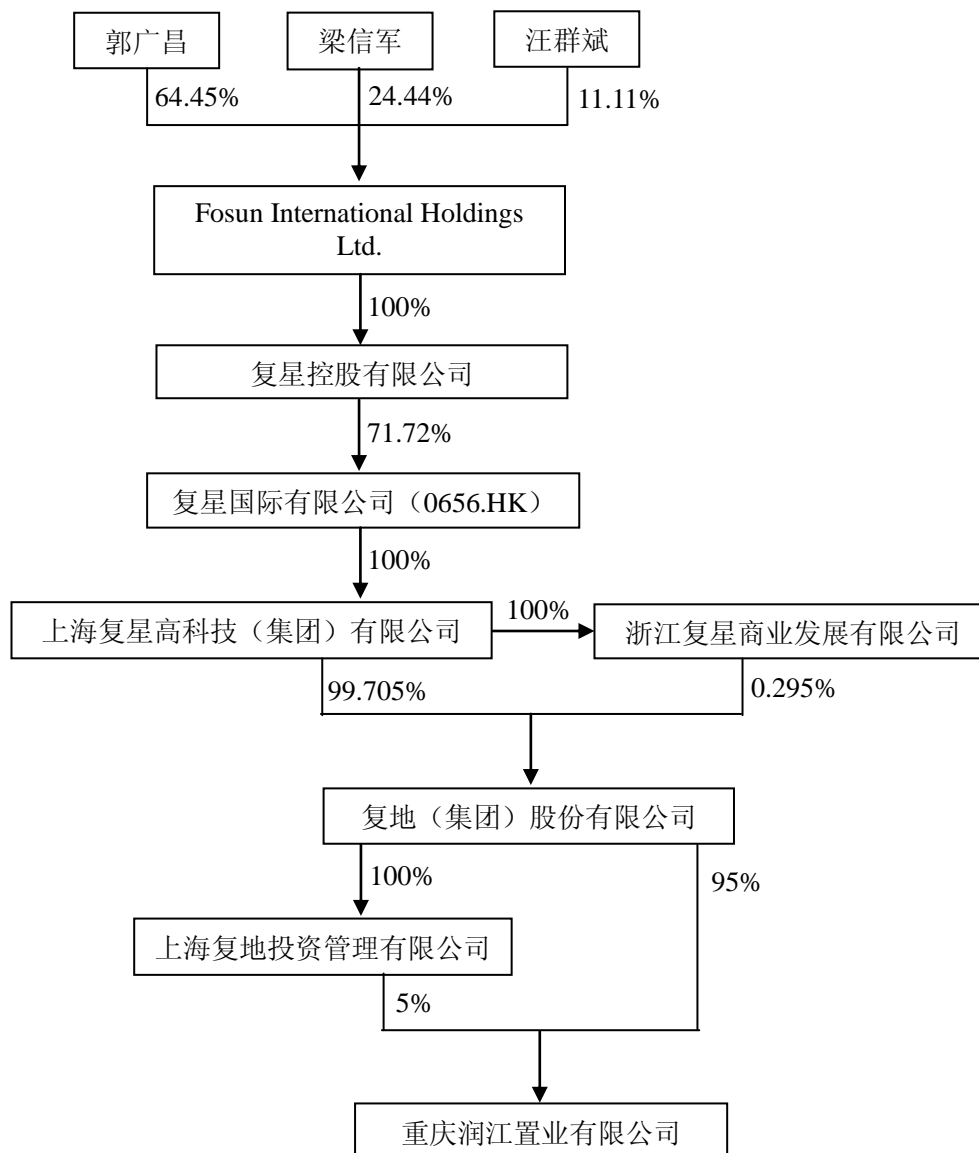 郭广昌
梁信军
汪群斌
64.45%
24.44%
11.11%
Fosun International Holdings
Ltd.
100%
复星控股有限公司
71.72%
复星国际有限公司（0656.HK）
100%
上海复星高科技（集团）有限公司
100%
浙江复星商业发展有限公司
99.705%
0.295%
复地（集团）股份有限公司
100%
95%
上海复地投资管理有限公司
5%
重庆润江置业有限公司